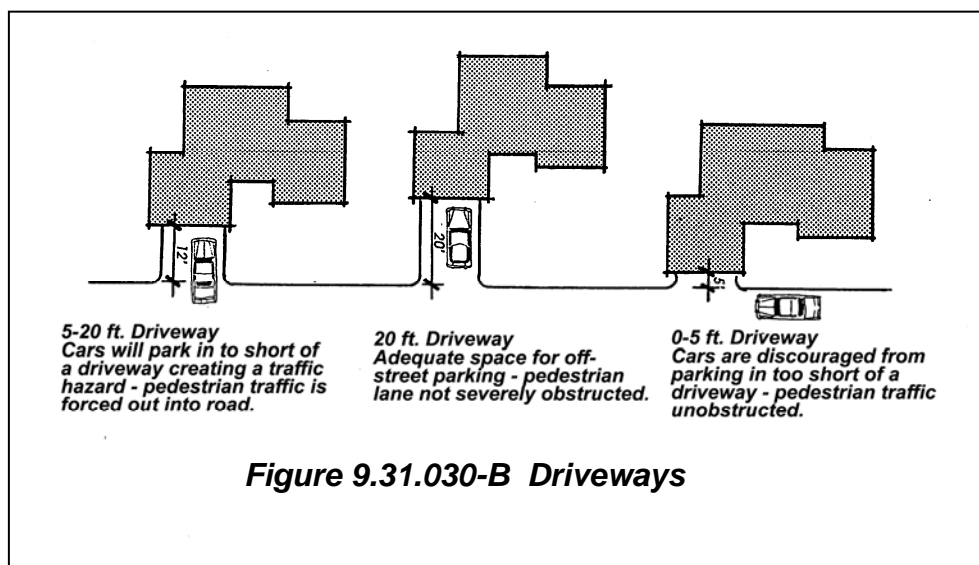 12'
20'
5'
5-20 ft. Driveway
Cars will park in to short of
a driveway creating a traffic
hazard - pedestrian traffic is
forced out into road.
20 ft. Driveway
Adequate space for off-
street parking - pedestrian
lane not severely obstructed.
0-5 ft. Driveway
Cars are discouraged from
parking in too short of a
driveway - pedestrian traffic
unobstructed.
Figure 9.31.030-B Driveways